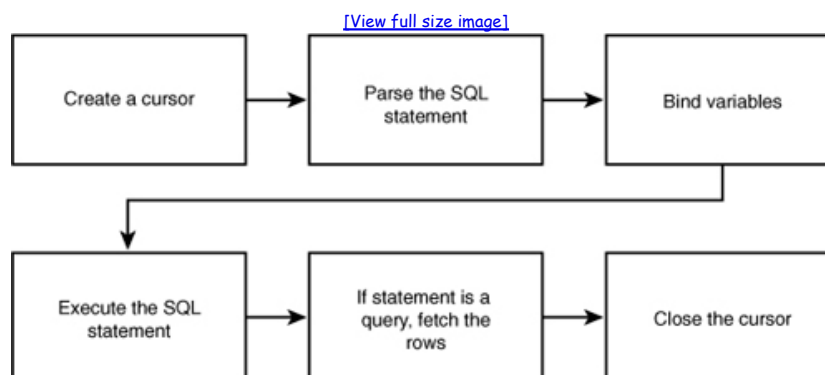 [View full size image]
Create a cursor
Parse the SQL
statement
Bind variables
Execute the SQL
statement
If statement is a
query, fetch the
rows
Close the cursor